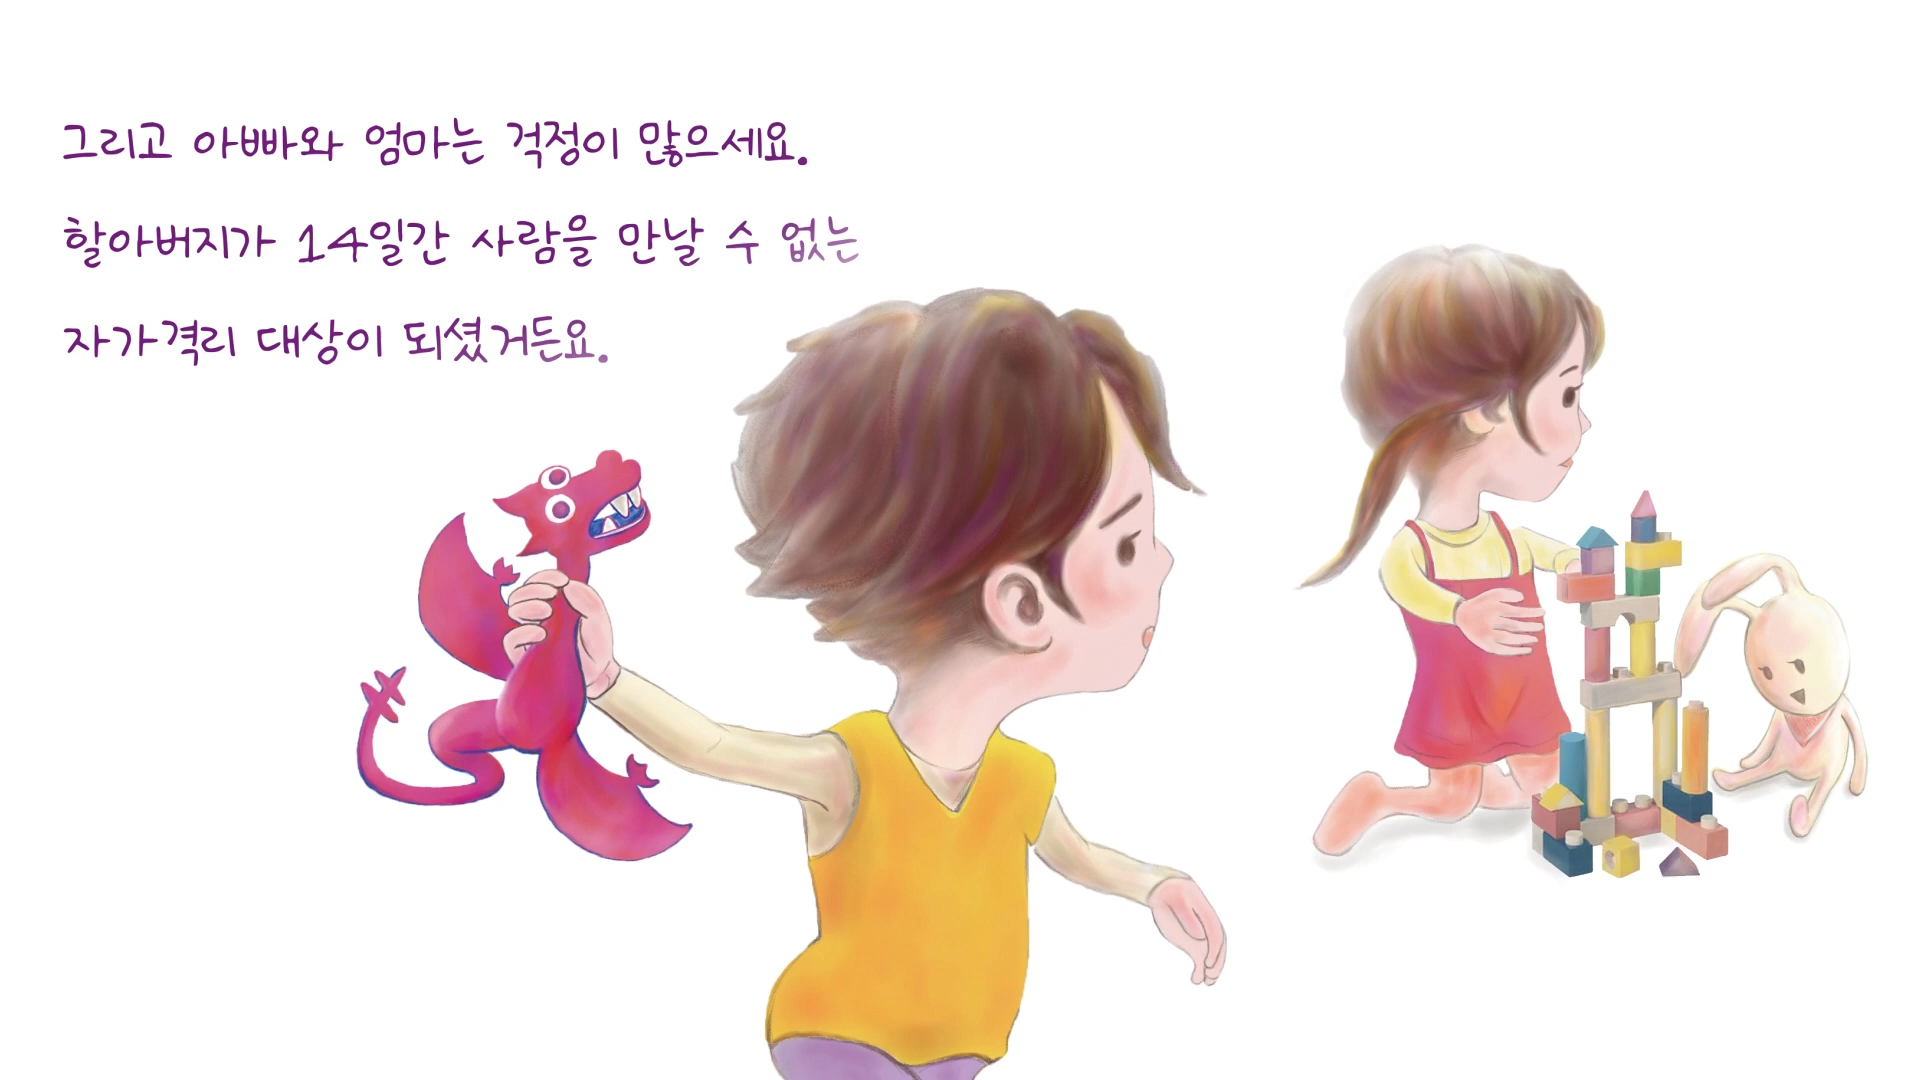 그리고 아빠와 엄마는 걱정이 많으세요.
할아버지가 14일간 사람을 만날 수 없는
자가격리 대상이 되셨거든요.